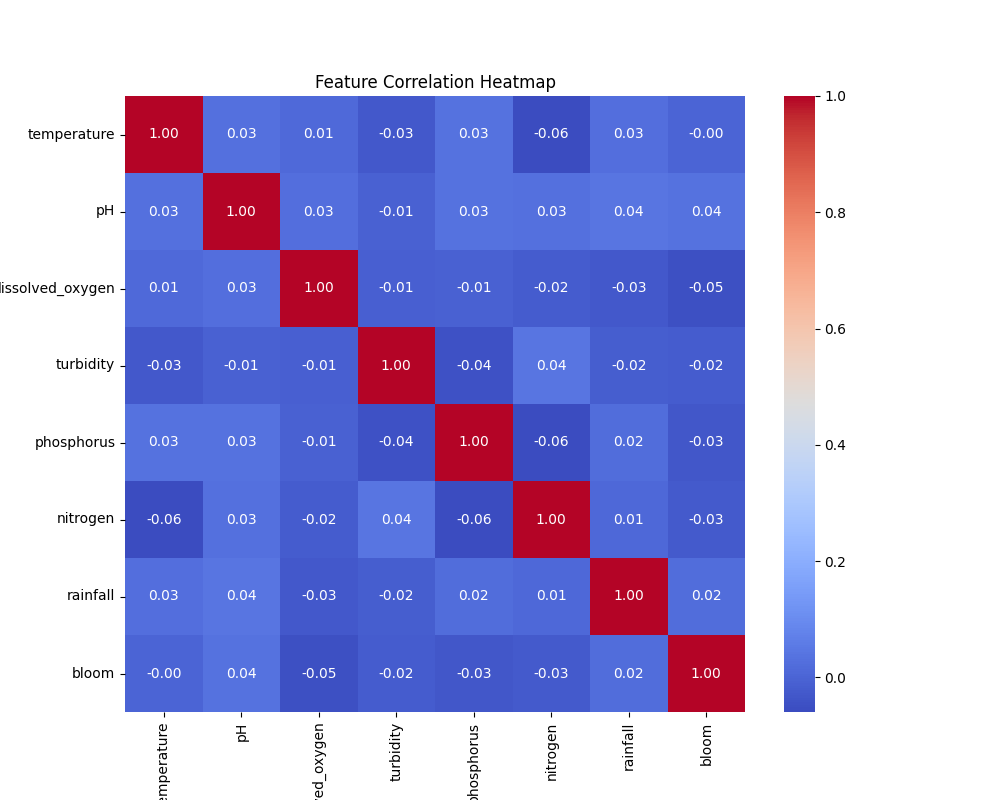 Feature Correlation Heatmap
temperature 1.00 0.03 0.01 -0.03 0.03 -0.06 0.03 -0.00
pH 0.03 1.00 0.03 -0.01 0.03 0.03 0.04 0.04
dissolved_oxygen 0.01 0.03 1.00 -0.01 -0.01 -0.02 -0.03 -0.05
turbidity -0.03 -0.01 -0.01 1.00 -0.04 0.04 -0.02 -0.02
phosphorus 0.03 0.03 -0.01 -0.04 1.00 -0.06 0.02 -0.03
nitrogen -0.06 0.03 -0.02 0.04 -0.06 1.00 0.01 -0.03
rainfall 0.03 0.04 -0.03 -0.02 0.02 0.01 1.00 0.02
bloom -0.00 0.04 -0.05 -0.02 -0.03 -0.03 0.02 1.00
emperature
pH
ved_oxygen
turbidity
phosphorus
nitrogen
rainfall
bloom
1.0
0.8
0.6
0.4
0.2
0.0